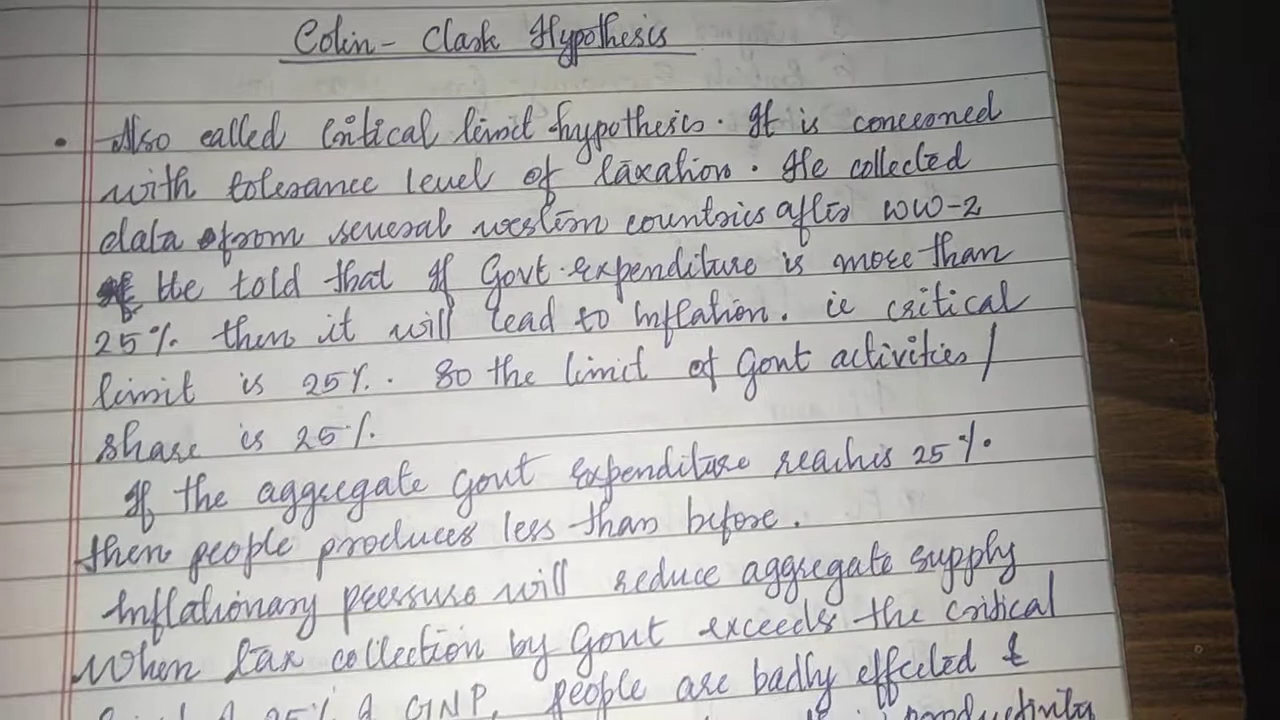 Colin- Clark Hypothesis
• Also called Critical limit hypothesis. It is concerned
with tolerance level of taxation. He collected
data from several western countries after WW-2
He told that if Govt. expenditure is more than
25% then it will lead to inflation. ie critical
limit is 25%. So the limit of Govt activities/
share is 25%.
If the aggregate Govt Expenditure reaches 25%.
then people produces less than before.
Inflationary pressure will reduce aggregate supply
When tax collection by Govt exceeds the critical
25% of GNP, people are badly effected &
productivity